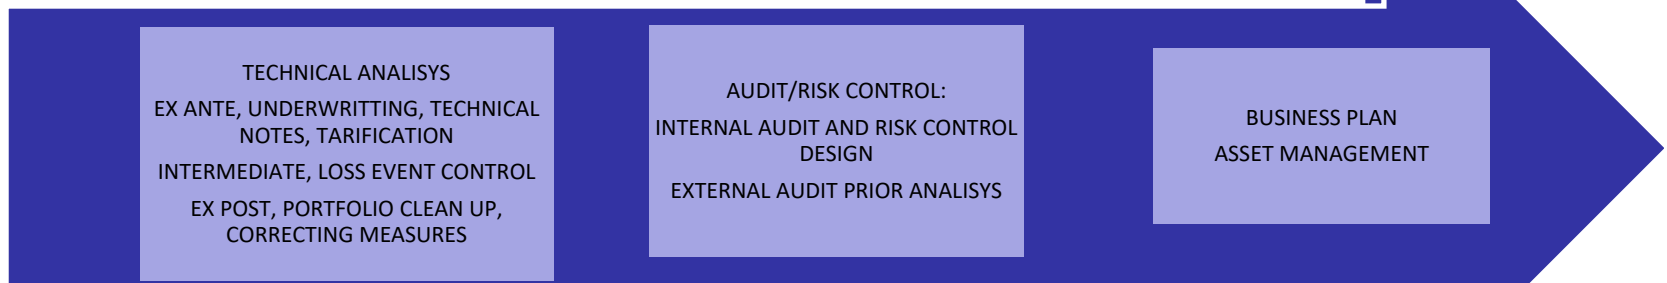 TECHNICAL ANALISYS
EX ANTE, UNDERWRITTING, TECHNICAL
NOTES, TARIFICATION
INTERMEDIATE, LOSS EVENT CONTROL
EX POST, PORTFOLIO CLEAN UP,
CORRECTING MEASURES
AUDIT/RISK CONTROL:
INTERNAL AUDIT AND RISK CONTROL
DESIGN
EXTERNAL AUDIT PRIOR ANALISYS
BUSINESS PLAN
ASSET MANAGEMENT